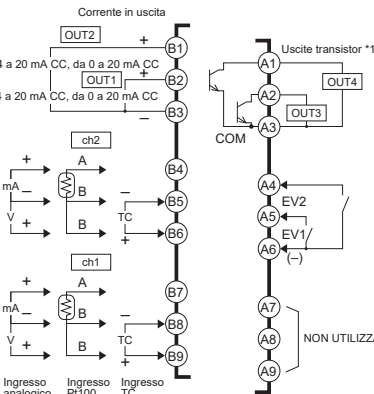 Corrente in uscita
OUT2
+
B1
4 a 20 mA CC, da 0 a 20 mA CC
OUT1
+
B2
4 a 20 mA CC, da 0 a 20 mA CC
−
B3
ch2
B4
+
A
mA
−
B
−
B5
V
+
B
TC
+
B6
ch1
B7
+
A
mA
−
B
−
B8
V
+
B
TC
+
B9
Ingresso analogico
Ingresso Pt100
Ingresso TC
Uscite transistor *1
A1
OUT4
A2
OUT3
A3
COM
A4
EV2
A5
EV1
A6
(−)
A7
A8
NON UTILIZZA
A9